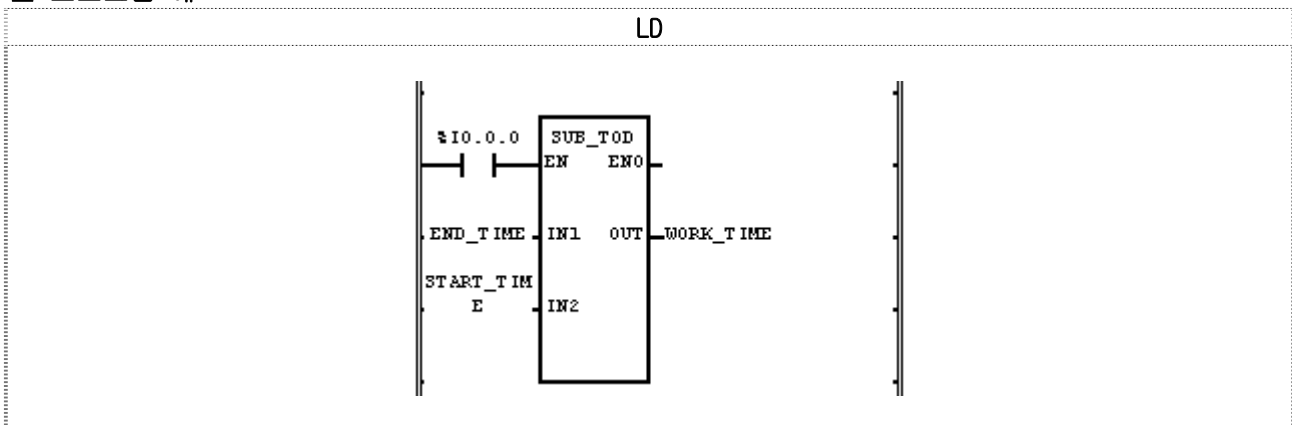 LD
%I0.0.0
SUB_TOD
EN ENO
END_TIME IN1 OUT WORK_TIME
START_TIM
E IN2